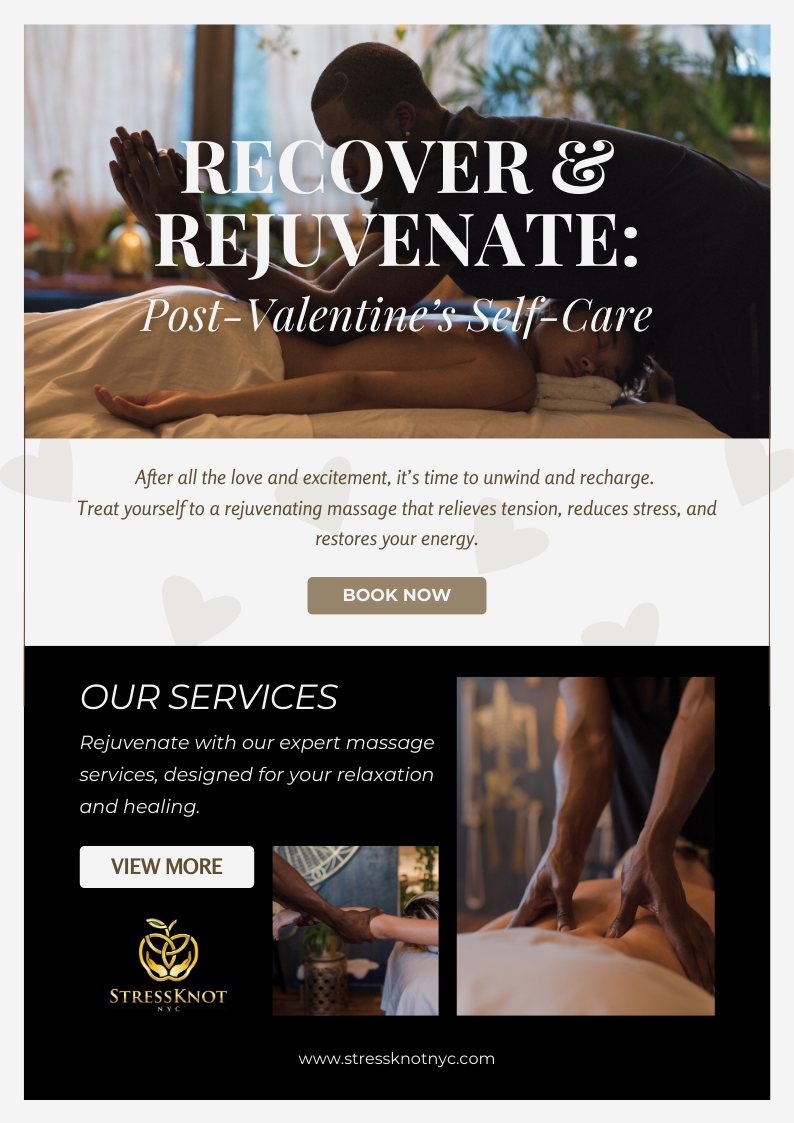 RECOVER &
REJUVENATE:
Post-Valentine's Self-Care
After all the love and excitement, it's time to unwind and recharge.
Treat yourself to a rejuvenating massage that relieves tension, reduces stress, and
restores your energy.
BOOK NOW
OUR SERVICES
Rejuvenate with our expert massage
services, designed for your relaxation
and healing.
VIEW MORE
STRESSKNOT
NYC
www.stressknotnyc.com